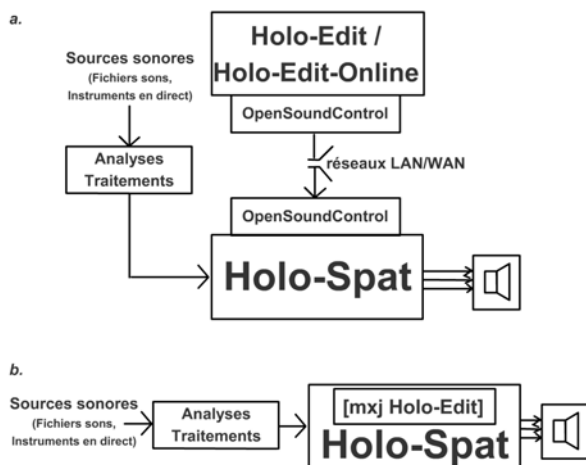 a.
Sources sonores
(Fichiers sons,
Instruments en direct)
Analyses
Traitements
Holo-Edit /
Holo-Edit-Online
OpenSoundControl
réseaux LAN/WAN
OpenSoundControl
Holo-Spat
b.
Sources sonores
(Fichiers sons,
Instruments en direct)
Analyses
Traitements
[mxj Holo-Edit]
Holo-Spat